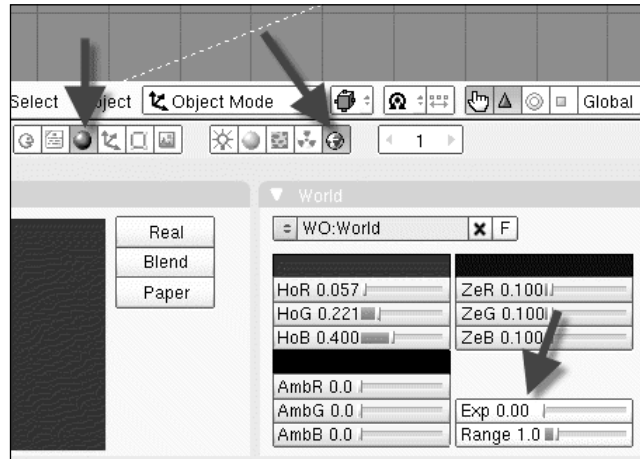 Select Object Object Mode Global
1
World
WO:World F
Real
Blend
Paper
HoR 0.057 ZeR 0.100
HoG 0.221 ZeG 0.100
HoB 0.400 ZeB 0.100
AmbR 0.0
AmbG 0.0 Exp 0.00
AmbB 0.0 Range 1.0